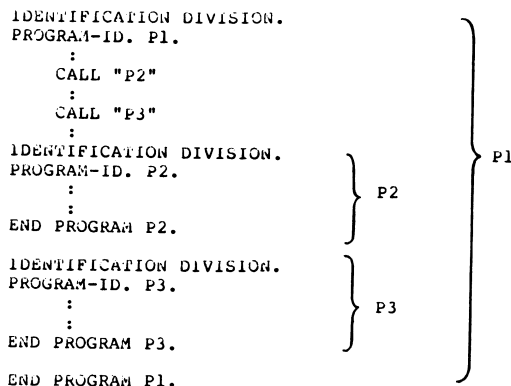 IDENTIFICATION DIVISION.
PROGRAM-ID. P1.
:
CALL "P2"
:
CALL "P3"
:
IDENTIFICATION DIVISION.
PROGRAM-ID. P2.
:
:
END PROGRAM P2.
P2
IDENTIFICATION DIVISION.
PROGRAM-ID. P3.
:
:
END PROGRAM P3.
P3
END PROGRAM P1.
P1